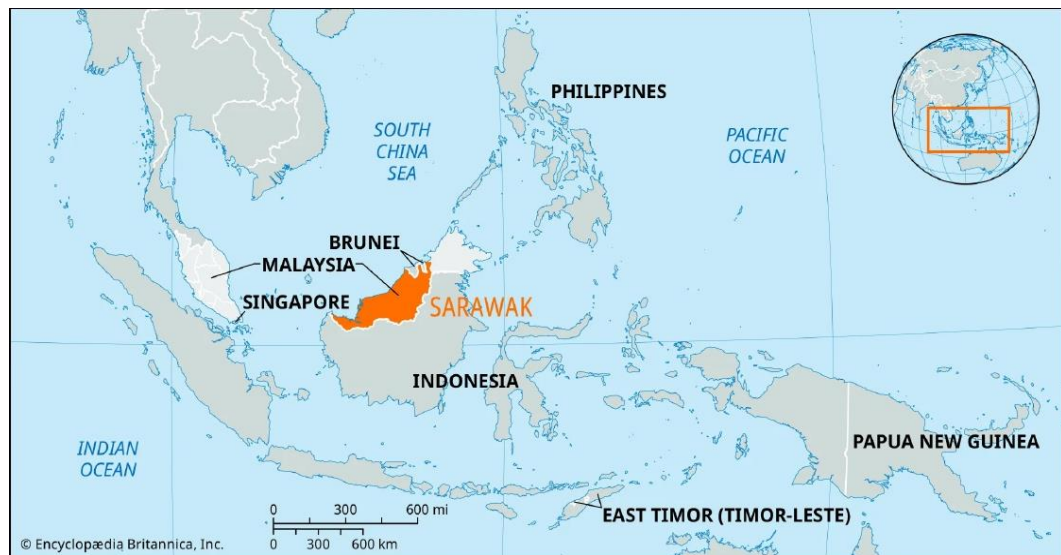 PHILIPPINES
SOUTH
CHINA
SEA
PACIFIC
OCEAN
BRUNEI
MALAYSIA
SINGAPORE
SARAWAK
INDONESIA
INDIAN
OCEAN
PAPUA NEW GUINEA
EAST TIMOR (TIMOR-LESTE)
0 300 600 mi
0 300 600 km
© Encyclopædia Britannica, Inc.